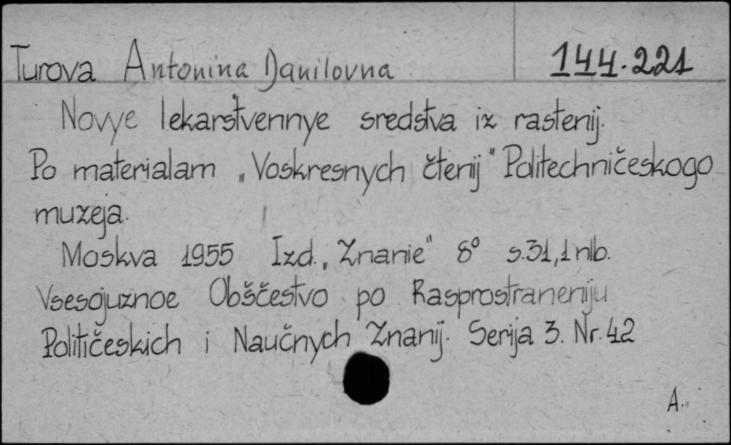 Turova Antonina Danilovna 144.221
Novye lekarstvennye sredstva iz rastenij.
Po materialam „Voskresnych čtenij" Politechničeskogo
muzeja.
Moskva 1955 Izd. „Znanie" 8° s.31,1 nlb.
Vsesojuznoe Obščestvo po Rasprostraneniju
Političeskich i Naučnych Znanij. Serija 3. Nr. 42
A.